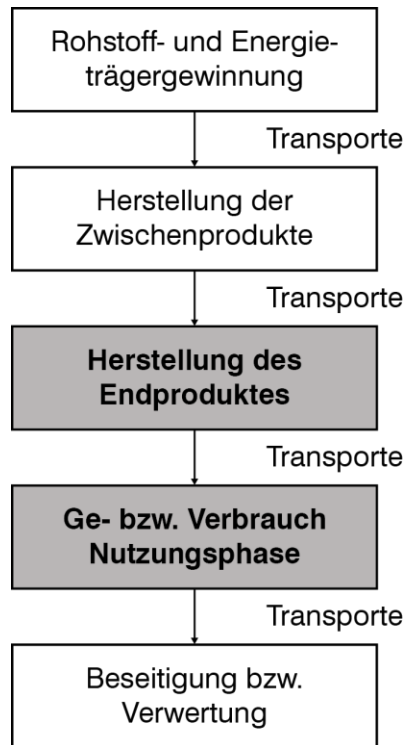 Rohstoff- und Energie-
trägergewinnung
Transporte
Herstellung der
Zwischenprodukte
Transporte
Herstellung des
Endproduktes
Transporte
Ge- bzw. Verbrauch
Nutzungsphase
Transporte
Beseitigung bzw.
Verwertung